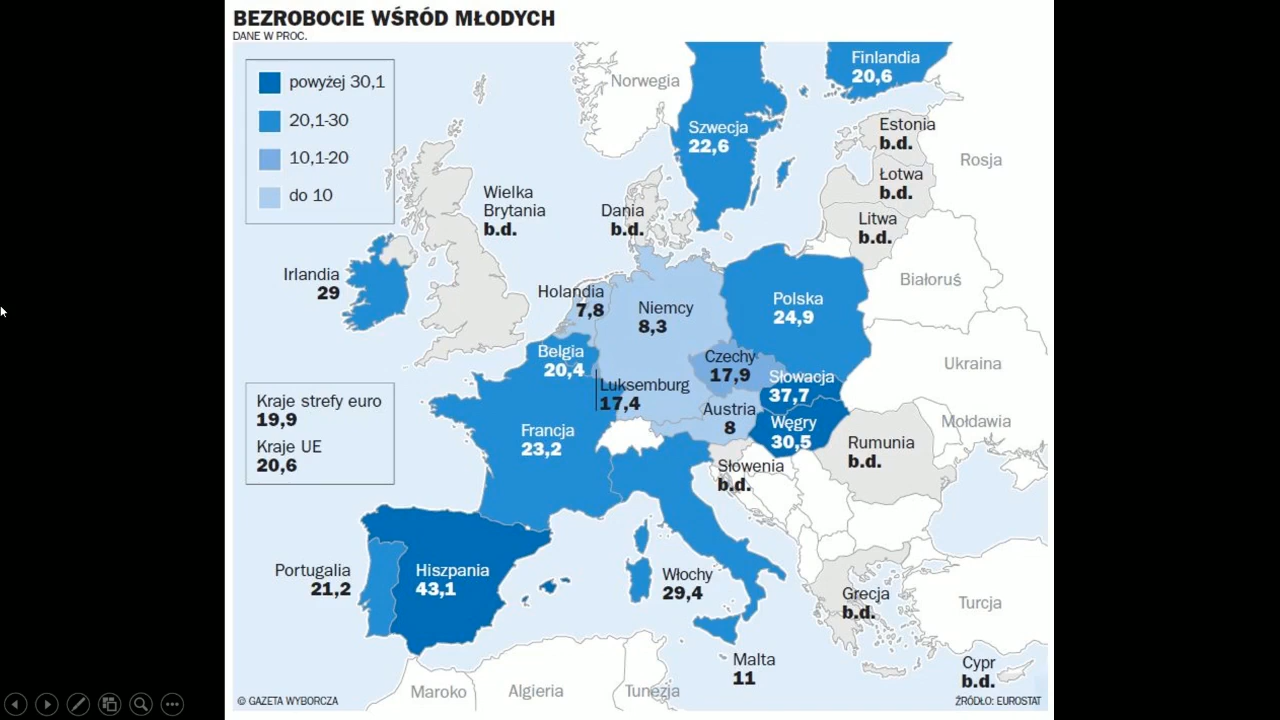 BEZROBOCIE WŚRÓD MŁODYCH
DANE W PROC.
powyżej 30,1
20,1-30
10,1-20
do 10
Norwegia
Finlandia
20,6
Szwecja
22,6
Estonia
b.d.
Rosja
Łotwa
b.d.
Wielka
Brytania
b.d.
Dania
b.d.
Litwa
b.d.
Irlandia
29
Białoruś
Holandia
7,8
Niemcy
8,3
Polska
24,9
Belgia
20,4
Czechy
17,9
Ukraina
Słowacja
37,7
Luksemburg
17,4
Kraje strefy euro
19,9
Kraje UE
20,6
Austria
8
Węgry
30,5
Mołdawia
Francja
23,2
Rumunia
b.d.
Słowenia
b.d.
Portugalia
21,2
Hiszpania
43,1
Włochy
29,4
Grecja
b.d.
Turcja
Malta
11
Cypr
b.d.
Maroko
Algieria
Tunezja
© GAZETA WYBORCZA
ŹRÓDŁO: EUROSTAT